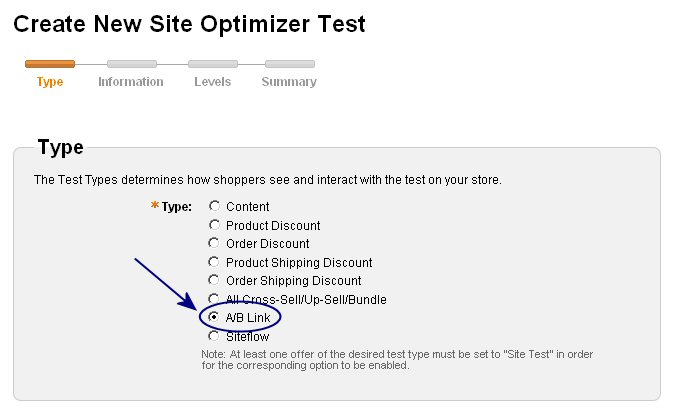 Create New Site Optimizer Test
Type Information Levels Summary
Type
The Test Types determines how shoppers see and interact with the test on your store.
*Type: Content
Product Discount
Order Discount
Product Shipping Discount
Order Shipping Discount
All Cross-Sell/Up-Sell/Bundle
A/B Link
Siteflow
Note: At least one offer of the desired test type must be set to "Site Test" in order
for the corresponding option to be enabled.